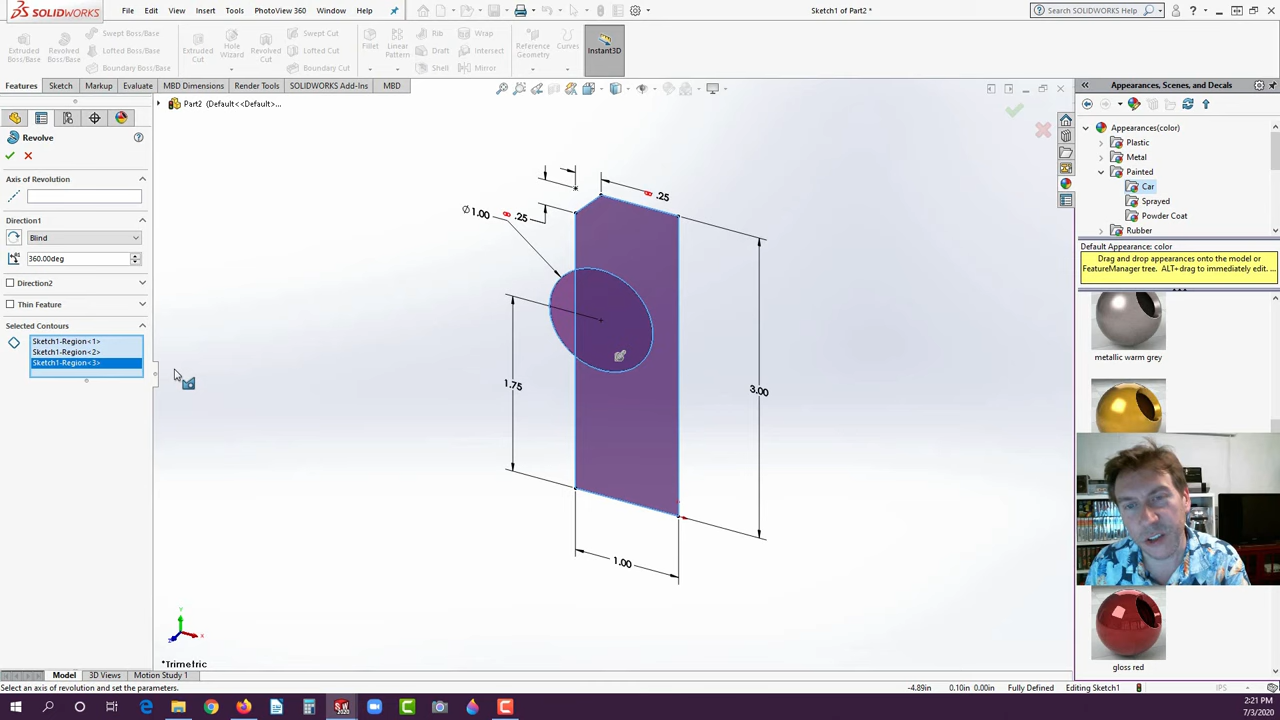 SOLIDWORKS
File Edit View Insert Tools PhotoView 360 Window Help
Sketch1 of Part2 *
Search SOLIDWORKS Help
Extruded Boss/Base
Revolved Boss/Base
Swept Boss/Base
Lofted Boss/Base
Boundary Boss/Base
Extruded Cut
Hole Wizard
Revolved Cut
Swept Cut
Lofted Cut
Boundary Cut
Fillet
Linear Pattern
Rib
Draft
Shell
Wrap
Intersect
Mirror
Reference Geometry
Curves
Instant3D
Features Sketch Markup Evaluate MBD Dimensions Render Tools SOLIDWORKS Add-Ins MBD
Part2 (Default<<Default>...
Revolve
Axis of Revolution
Direction1
Blind
360.00deg
Direction2
Thin Feature
Selected Contours
Sketch1-Region<1>
Sketch1-Region<2>
Sketch1-Region<3>
.25
∅1.00
.25
1.75
3.00
1.00
Y
X
Z
*Trimetric
Appearances, Scenes, and Decals
Appearances(color)
Plastic
Metal
Painted
Car
Sprayed
Powder Coat
Rubber
Default Appearance: color
Drag and drop appearances onto the model or
FeatureManager tree. ALT+drag to immediately edit. ...
metallic warm grey
gloss red
Model 3D Views Motion Study 1
Select an axis of revolution and set the parameters.
-4.89in 0.10in 0.00in Fully Defined Editing Sketch1 IPS
2:21 PM
7/3/2020